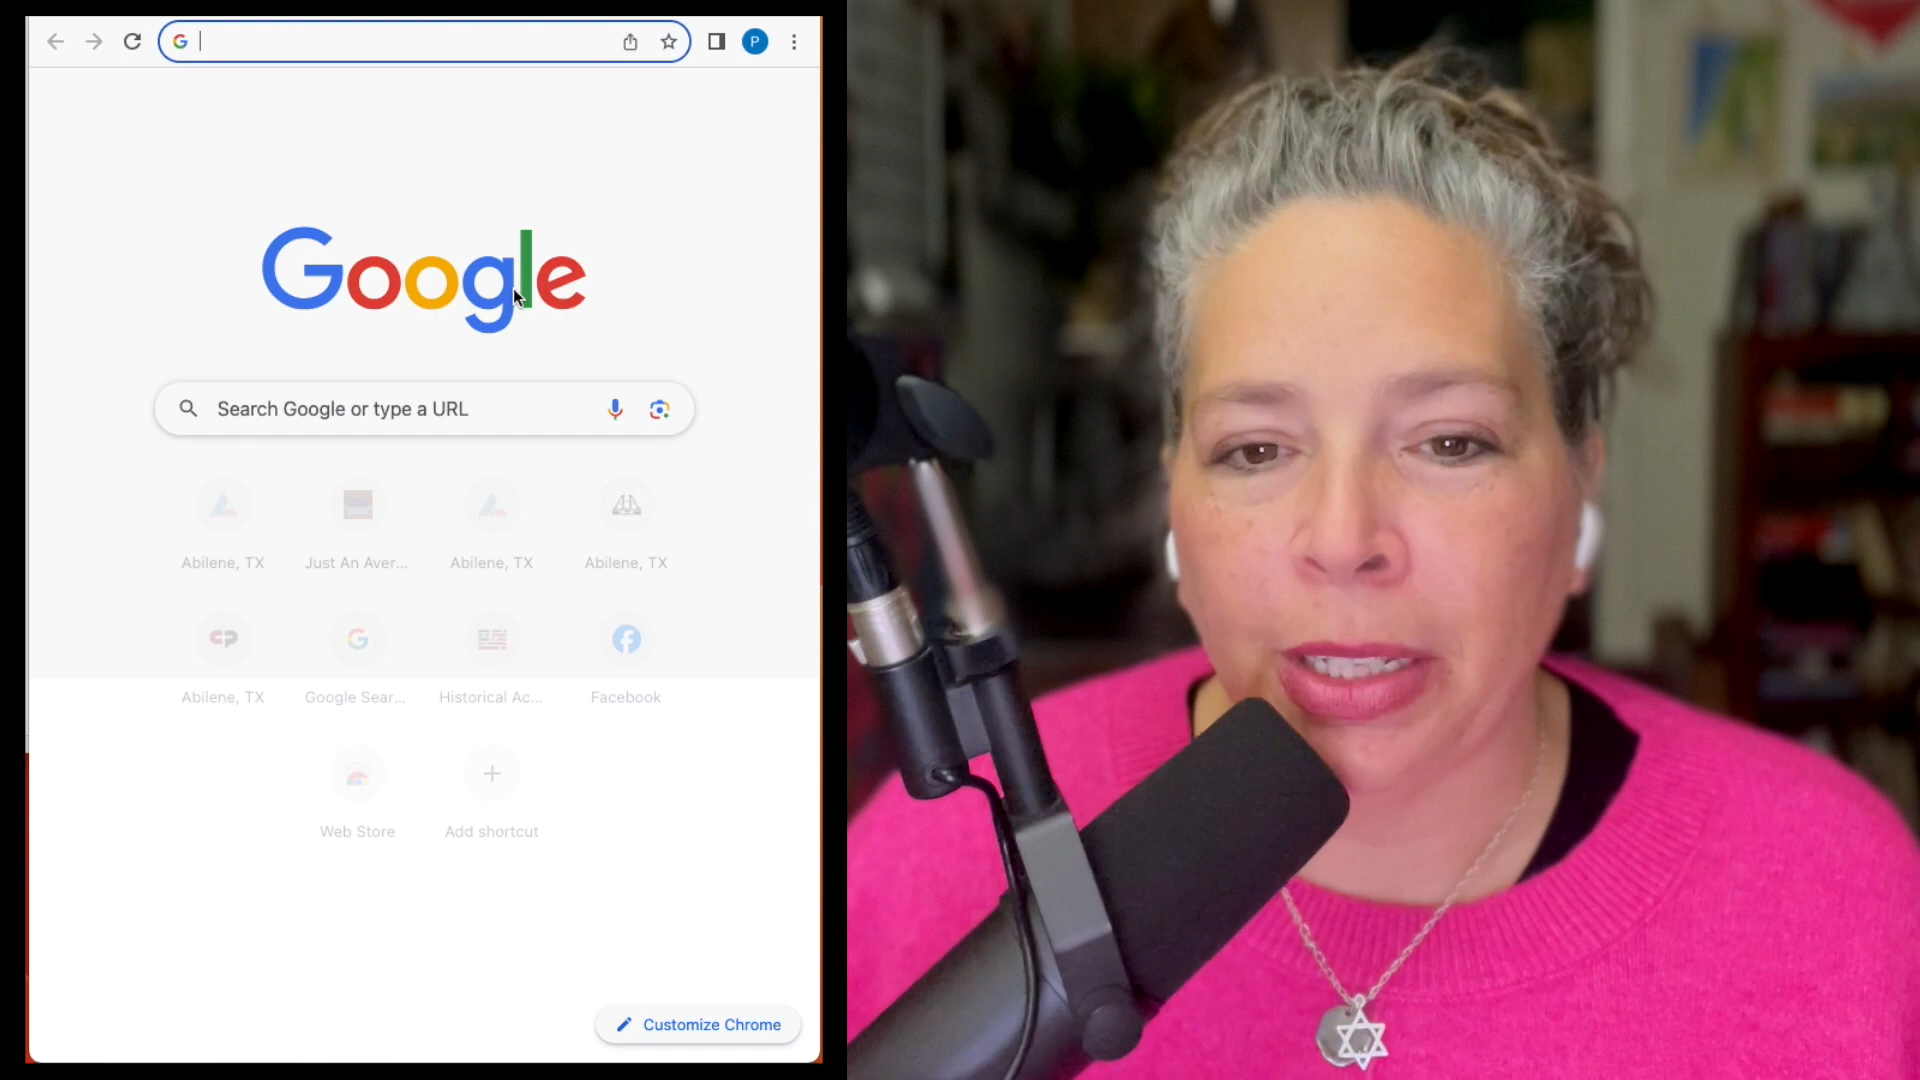 P
Google
Search Google or type a URL
Abilene, TX Just An Aver... Abilene, TX Abilene, TX
Abilene, TX Google Sear... Historical Ac... Facebook
Web Store Add shortcut
Customize Chrome